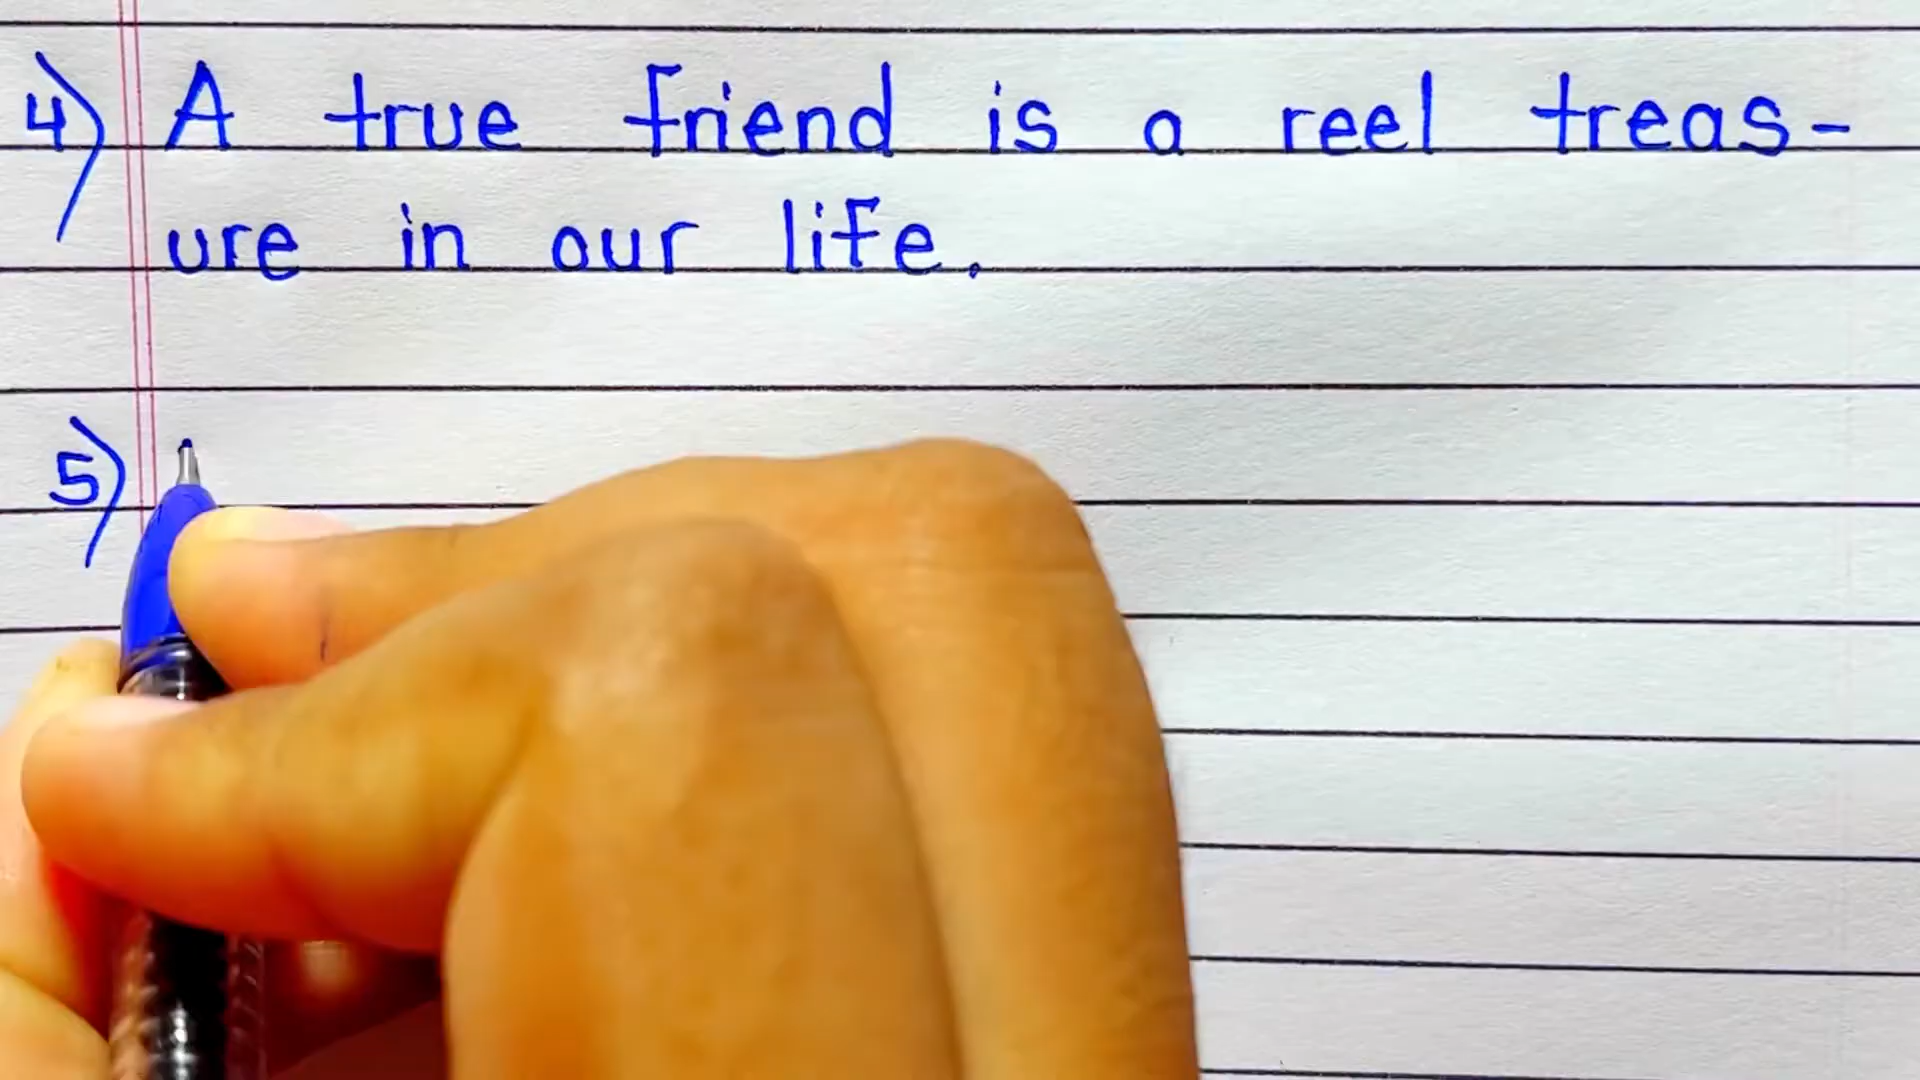 4) A true friend is a reel treas-
ure in our life.
5)